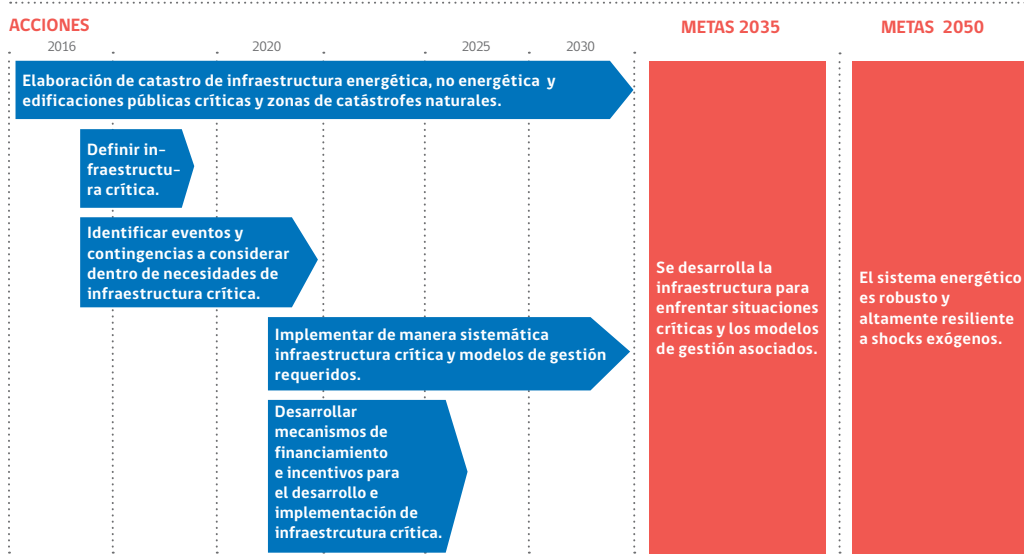 ACCIONES
METAS 2035
METAS 2050
2016
2020
2025
2030
Elaboración de catastro de infraestructura energética, no energética y
edificaciones públicas críticas y zonas de catástrofes naturales.
Definir in-
fraestructu-
ra crítica.
Identificar eventos y
contingencias a considerar
dentro de necesidades de
infraestructura crítica.
Implementar de manera sistemática
infraestructura crítica y modelos de gestión
requeridos.
Desarrollar
mecanismos de
financiamiento
e incentivos para
el desarrollo e
implementación de
infraestrcutura crítica.
Se desarrolla la
infraestructura para
enfrentar situaciones
críticas y los modelos
de gestión asociados.
El sistema energético
es robusto y
altamente resiliente
a shocks exógenos.